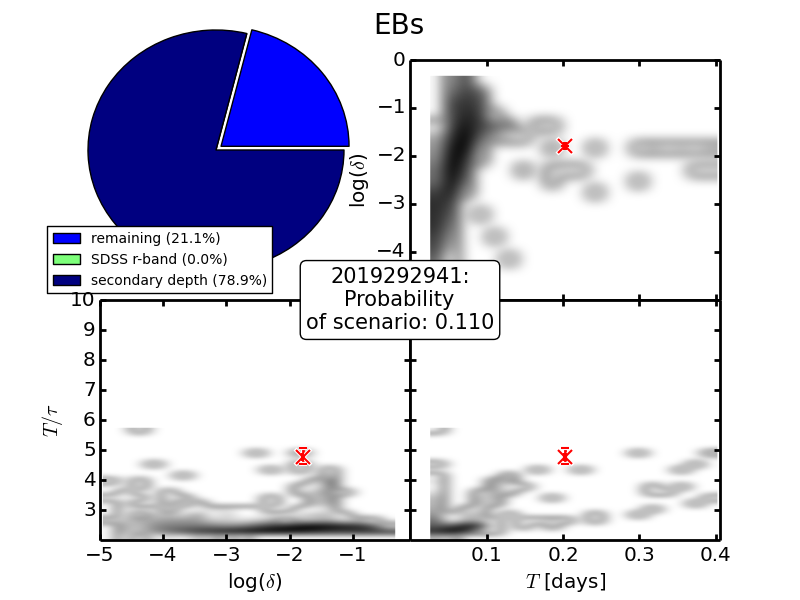 EBs
remaining (21.1%)
SDSS r-band (0.0%)
secondary depth (78.9%)
0
−1
−2
−3
−4
log(δ)
2019292941:
Probability
of scenario: 0.110
10
9
8
7
6
5
4
3
T/τ
−5 −4 −3 −2 −1
log(δ)
0.1 0.2 0.3 0.4
T [days]